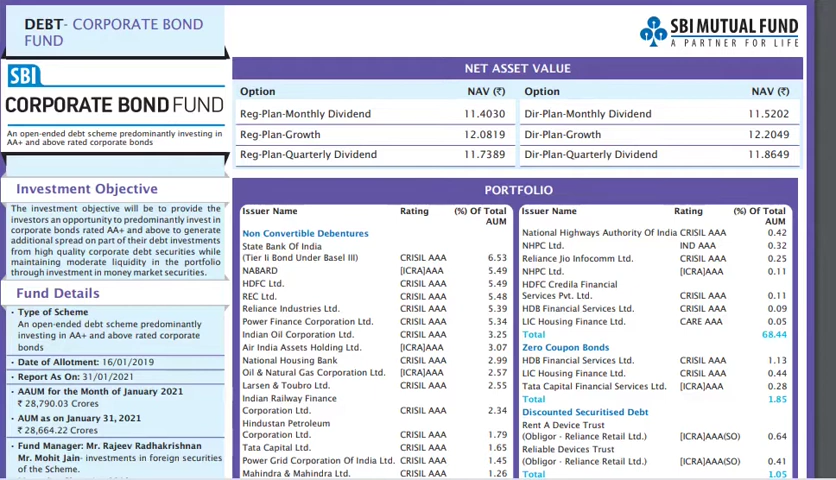 DEBT- CORPORATE BOND
FUND
SBI MUTUAL FUND
A PARTNER FOR LIFE
SBI
CORPORATE BOND FUND
An open-ended debt scheme predominantly investing in
AA+ and above rated corporate bonds
Investment Objective
The investment objective will be to provide the
investors an opportunity to predominantly invest in
corporate bonds rated AA+ and above to generate
additional spread on part of their debt investments
from high quality corporate debt securities while
maintaining moderate liquidity in the portfolio
through investment in money market securities.
Fund Details
• Type of Scheme
An open-ended debt scheme predominantly
investing in AA+ and above rated corporate
bonds
• Date of Allotment: 16/01/2019
• Report As On: 31/01/2021
• AAUM for the Month of January 2021
₹ 28,790.03 Crores
• AUM as on January 31, 2021
₹ 28,664.22 Crores
• Fund Manager: Mr. Rajeev Radhakrishnan
Mr. Mohit Jain- investments in foreign securities
of the Scheme.
NET ASSET VALUE
Option NAV (₹) Option NAV (₹)
Reg-Plan-Monthly Dividend 11.4030 Dir-Plan-Monthly Dividend 11.5202
Reg-Plan-Growth 12.0819 Dir-Plan-Growth 12.2049
Reg-Plan-Quarterly Dividend 11.7389 Dir-Plan-Quarterly Dividend 11.8649
PORTFOLIO
Issuer Name Rating (%) Of Total
AUM
Non Convertible Debentures
State Bank Of India
(Tier Ii Bond Under Basel III) CRISIL AAA 6.53
NABARD [ICRA]AAA 5.49
HDFC Ltd. CRISIL AAA 5.49
REC Ltd. CRISIL AAA 5.48
Reliance Industries Ltd. CRISIL AAA 5.39
Power Finance Corporation Ltd. CRISIL AAA 5.34
Indian Oil Corporation Ltd. CRISIL AAA 3.25
Air India Assets Holding Ltd. [ICRA]AAA 3.07
National Housing Bank CRISIL AAA 2.99
Oil & Natural Gas Corporation Ltd. [ICRA]AAA 2.57
Larsen & Toubro Ltd. CRISIL AAA 2.55
Indian Railway Finance
Corporation Ltd. CRISIL AAA 2.34
Hindustan Petroleum
Corporation Ltd. CRISIL AAA 1.79
Tata Capital Ltd. CRISIL AAA 1.65
Power Grid Corporation Of India Ltd. CRISIL AAA 1.45
Mahindra & Mahindra Ltd. CRISIL AAA 1.26
Issuer Name Rating (%) Of Total
AUM
National Highways Authority Of India CRISIL AAA 0.42
NHPC Ltd. IND AAA 0.32
Reliance Jio Infocomm Ltd. CRISIL AAA 0.25
NHPC Ltd. [ICRA]AAA 0.11
HDFC Credila Financial
Services Pvt. Ltd. CRISIL AAA 0.11
HDB Financial Services Ltd. CRISIL AAA 0.09
LIC Housing Finance Ltd. CARE AAA 0.05
Total 68.44
Zero Coupon Bonds
HDB Financial Services Ltd. CRISIL AAA 1.13
LIC Housing Finance Ltd. CRISIL AAA 0.44
Tata Capital Financial Services Ltd. [ICRA]AAA 0.28
Total 1.85
Discounted Securitised Debt
Rent A Device Trust
(Obligor - Reliance Retail Ltd.) [ICRA]AAA(SO) 0.64
Reliable Devices Trust
(Obligor - Reliance Retail Ltd.) [ICRA]AAA(SO) 0.41
Total 1.05